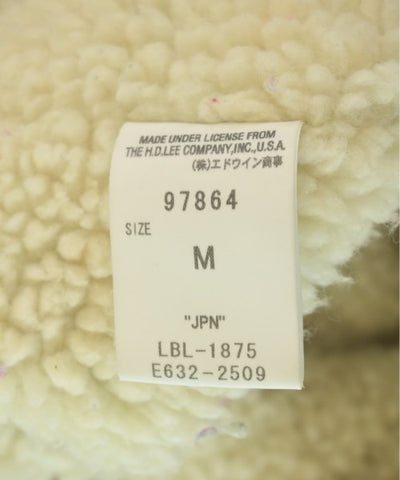 MADE UNDER LICENSE FROM
THE H.D.LEE COMPANY,INC.,U.S.A.
(株)エドウイン商事
97864
SIZE
M
"JPN"
LBL-1875
E632-2509